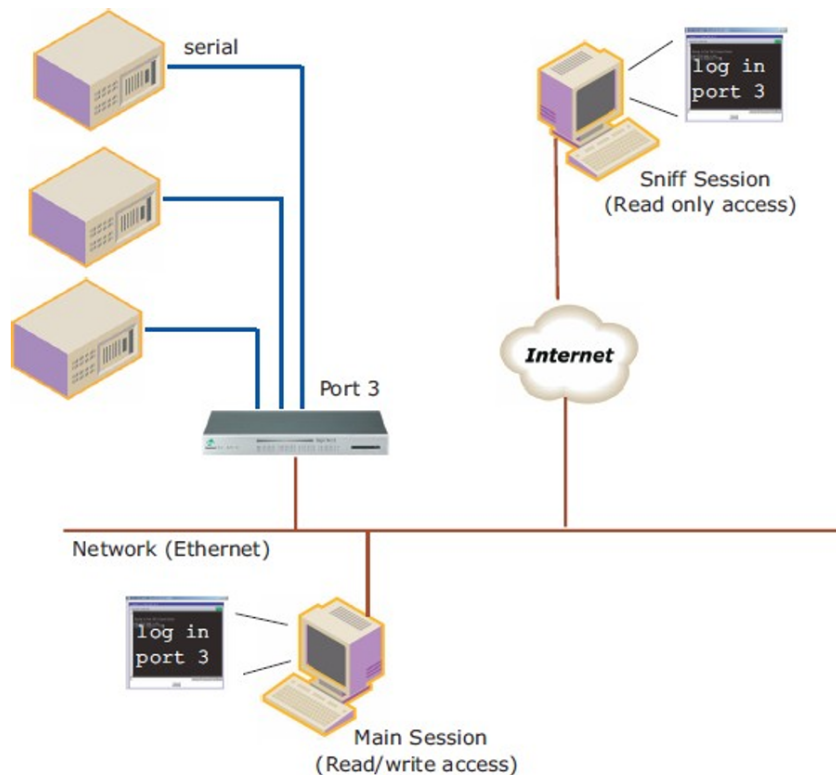 serial
log in
port 3
Sniff Session
(Read only access)
Internet
Port 3
Network (Ethernet)
log in
port 3
Main Session
(Read/write access)